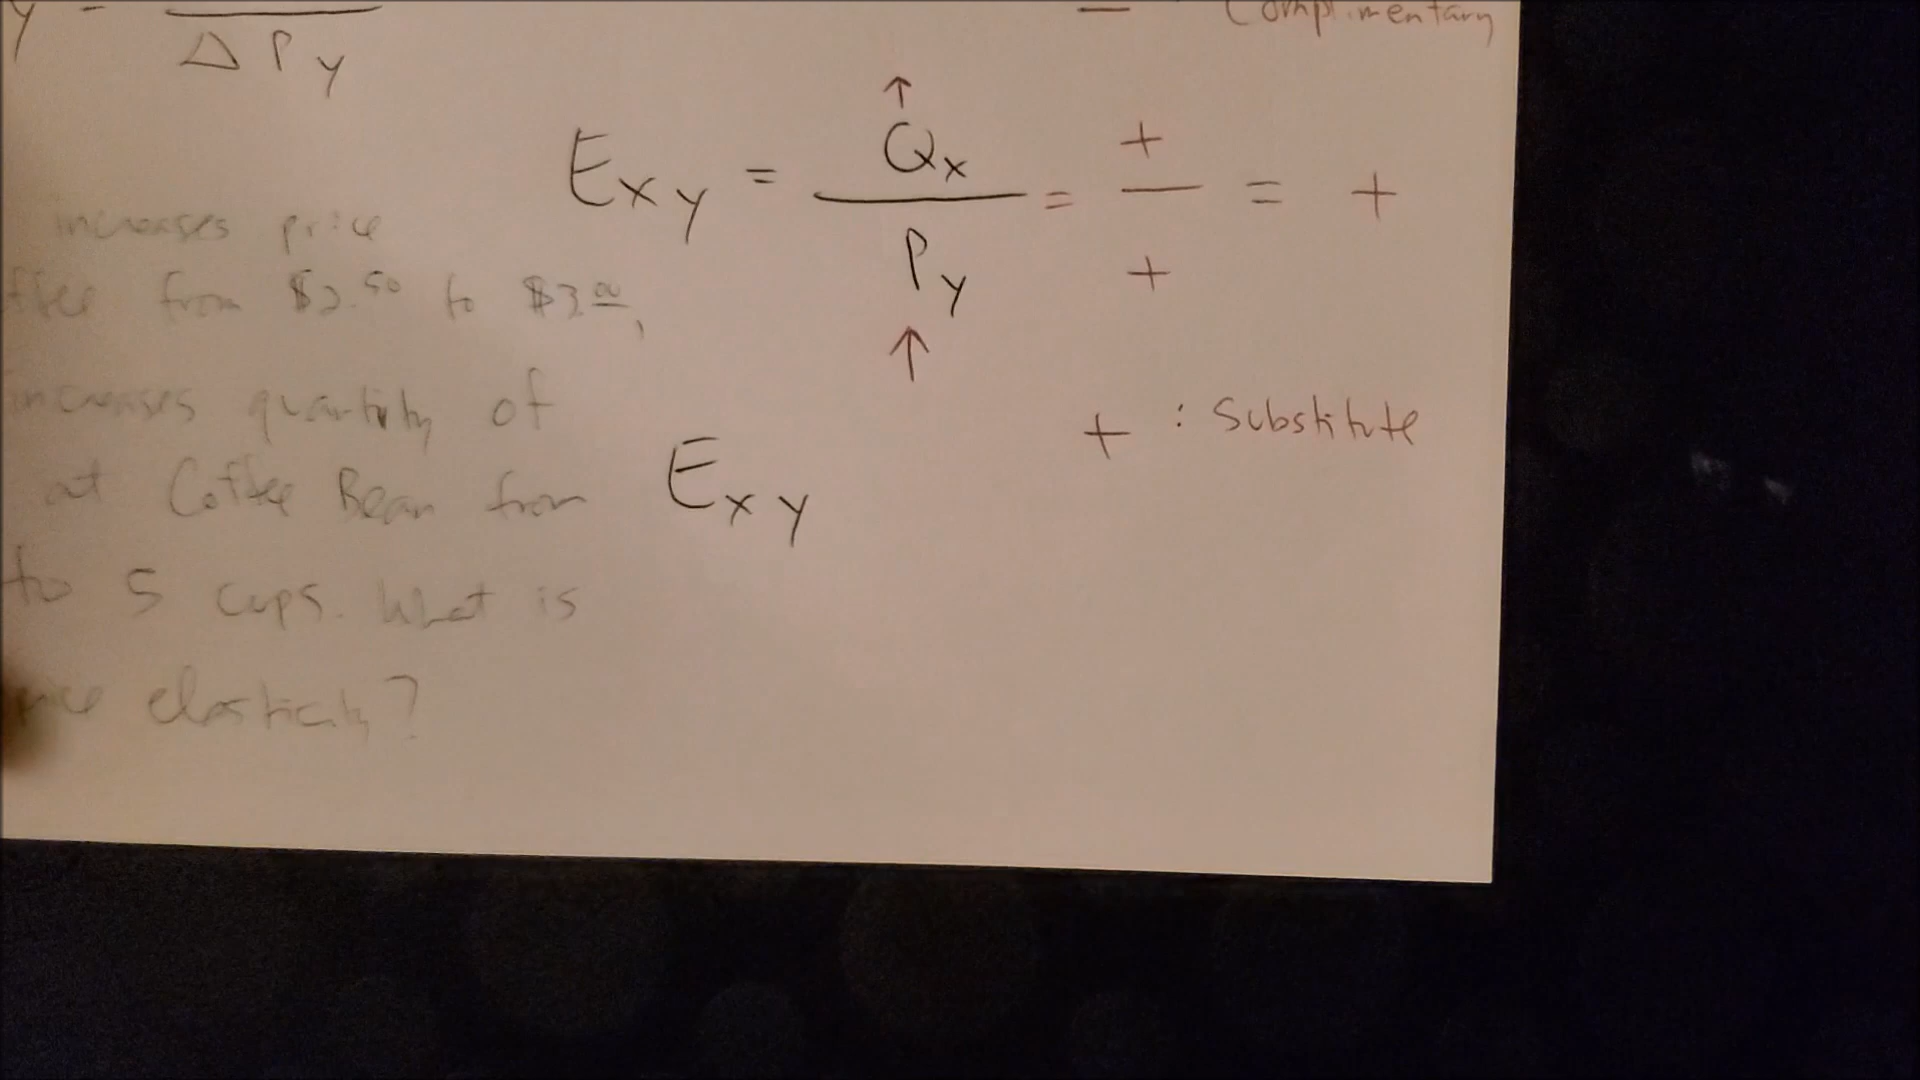 y = ΔPy
— Complimentary
Exy = ↑Qx / Py↑ = + / + = +
increases price
from $2.50 to $3.00,
increases quantity of
at Coffee Bean from
to 5 cups. What is
elasticity?
+ : Substitute
Exy